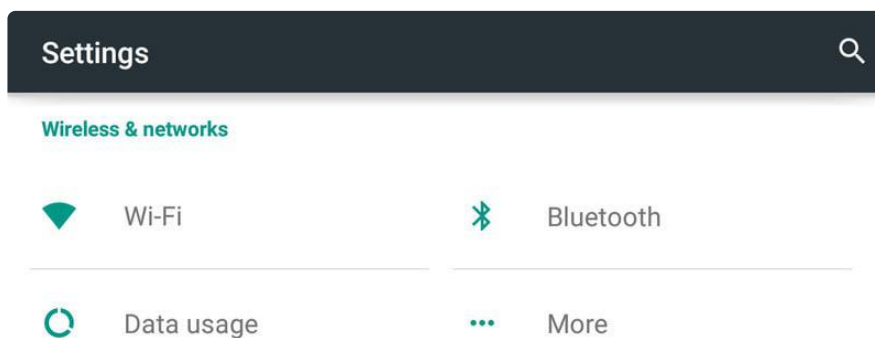 Settings
Wireless & networks
Wi-Fi
Bluetooth
Data usage
More